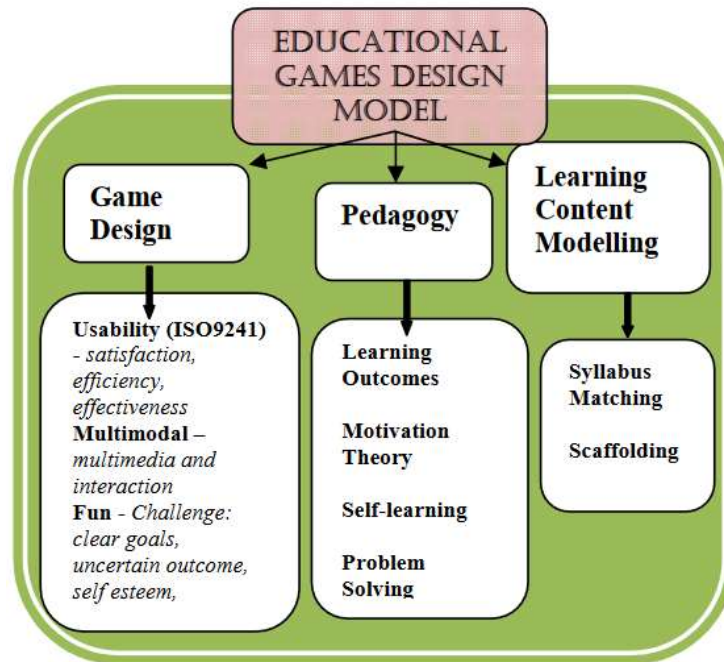 EDUCATIONAL
GAMES DESIGN
MODEL
Game
Design
Pedagogy
Learning
Content
Modelling
Usability (ISO9241)
- satisfaction,
efficiency,
effectiveness
Multimodal –
multimedia and
interaction
Fun - Challenge:
clear goals,
uncertain outcome,
self esteem,
Learning
Outcomes
Motivation
Theory
Self-learning
Problem
Solving
Syllabus
Matching
Scaffolding